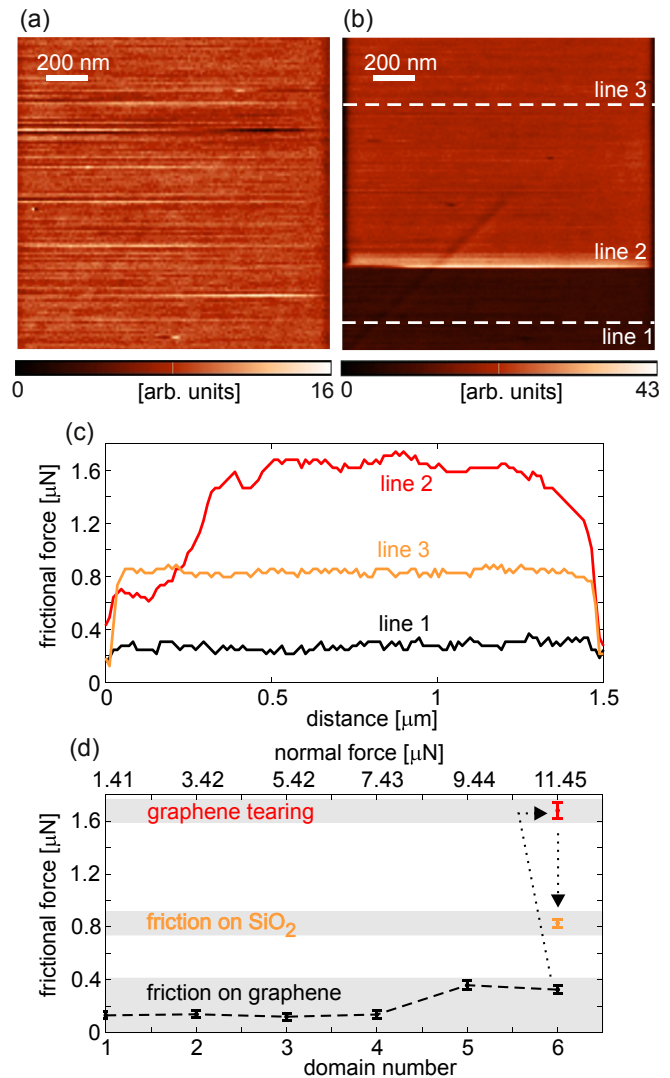 (a)
(b)
200 nm
200 nm
line 3
line 2
line 1
0 [arb. units] 16
0 [arb. units] 43
(c)
frictional force [μN]
1.6
1.2
0.8
0.4
0
line 2
line 3
line 1
0 0.5 1 1.5
distance [μm]
(d)
normal force [μN]
1.41 3.42 5.42 7.43 9.44 11.45
frictional force [μN]
1.6
1.2
0.8
0.4
0
graphene tearing
friction on SiO₂
friction on graphene
1 2 3 4 5 6
domain number